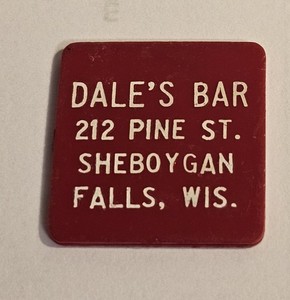 DALE'S BAR
212 PINE ST.
SHEBOYGAN
FALLS, WIS.